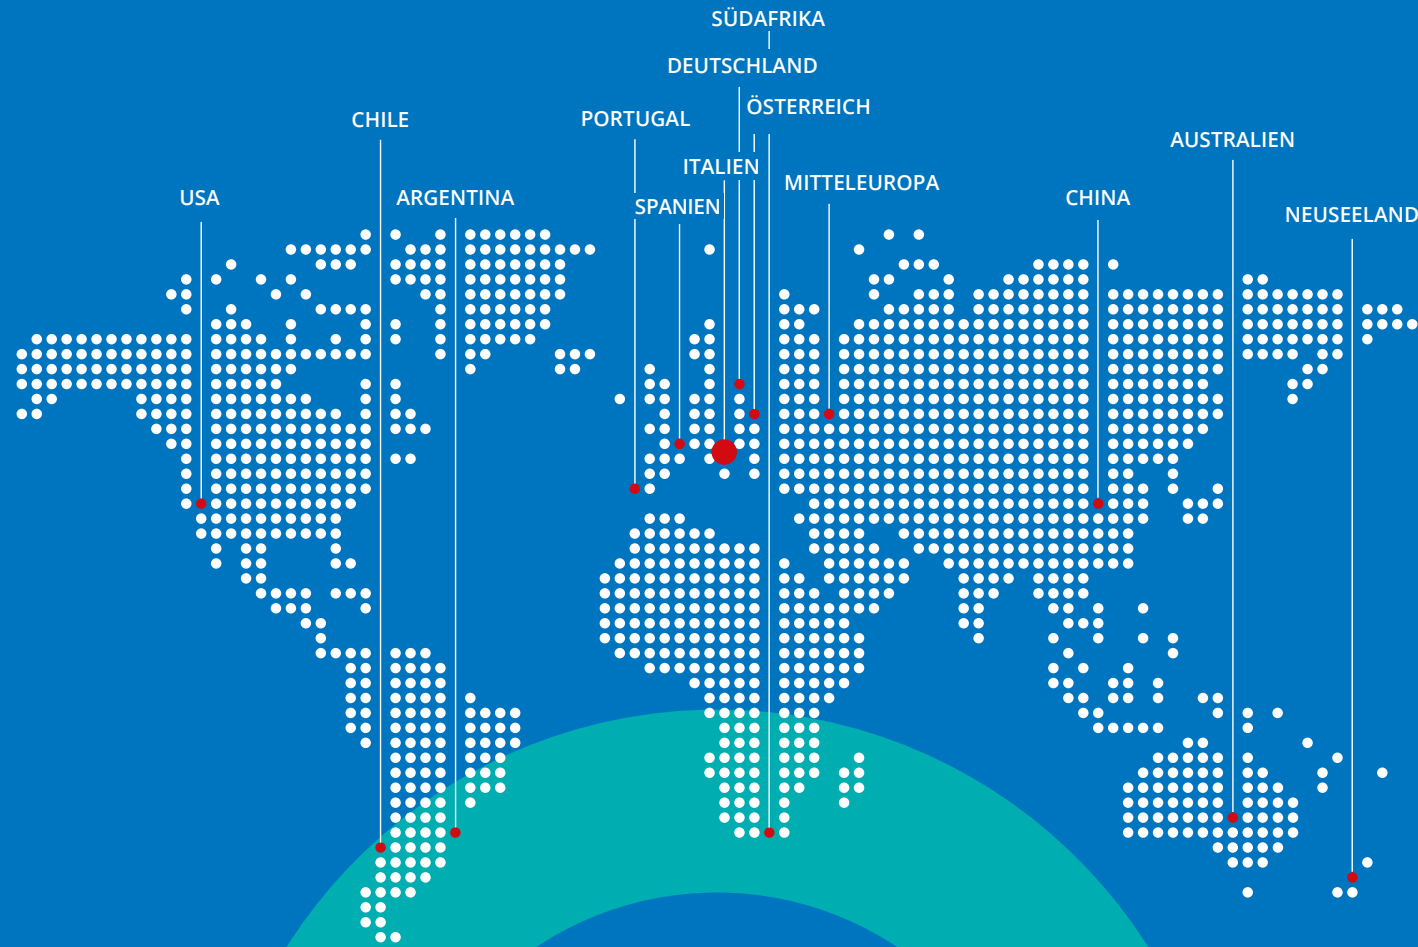 SÜDAFRIKA
DEUTSCHLAND
ÖSTERREICH
CHILE
PORTUGAL
AUSTRALIEN
ITALIEN
MITTELEUROPA
USA
ARGENTINA
SPANIEN
CHINA
NEUSEELAND